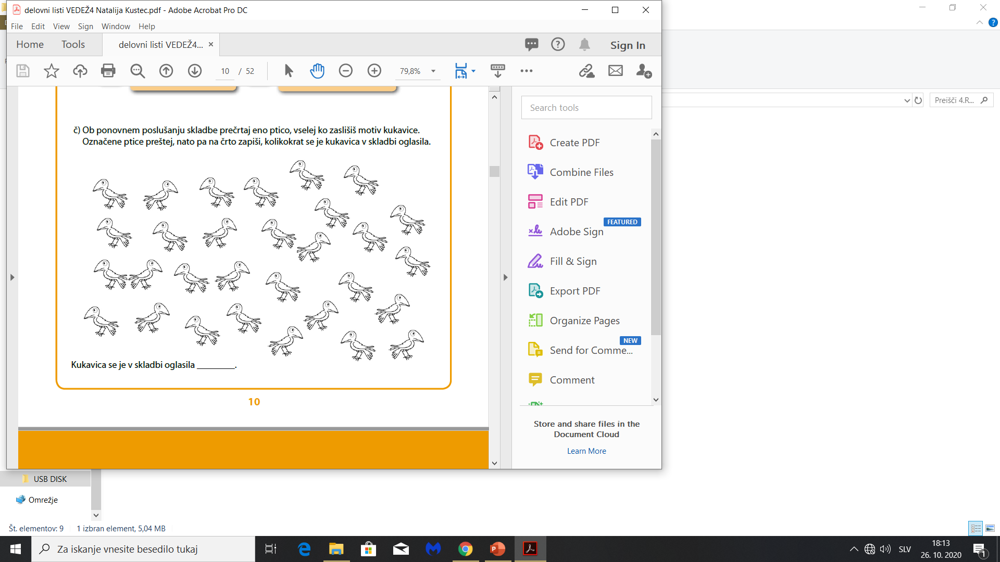 delovni listi VEDEŽ4 Natalija Kustec.pdf - Adobe Acrobat Pro DC
File Edit View Sign Window Help
Home Tools delovni listi VEDEŽ4... × Sign In
10 / 52 79,8%
Preišči 4.R...
Search tools
č) Ob ponovnem poslušanju skladbe prečrtaj eno ptico, vselej ko zaslišiš motiv kukavice.
Označene ptice preštej, nato pa na črto zapiši, kolikokrat se je kukavica v skladbi oglasila.
Kukavica se je v skladbi oglasila ________.
10
Create PDF
Combine Files
Edit PDF
FEATURED
Adobe Sign
Fill & Sign
Export PDF
Organize Pages
NEW
Send for Comme...
Comment
Store and share files in the
Document Cloud
Learn More
USB DISK
Omrežje
Št. elementov: 9 1 izbran element, 5,04 MB
Za iskanje vnesite besedilo tukaj
SLV
18:13
26. 10. 2020
1